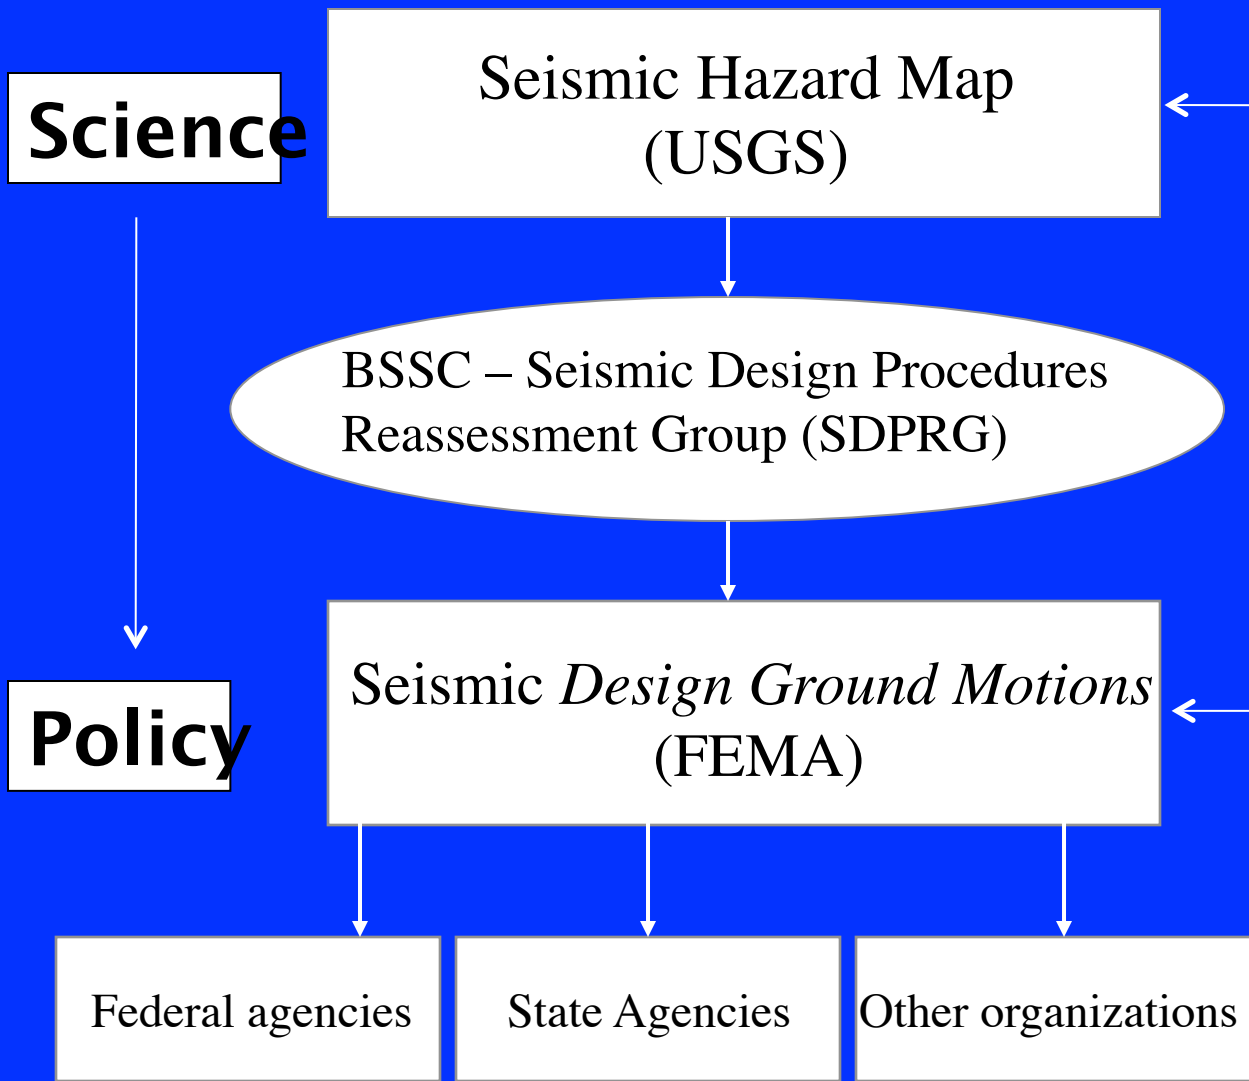 Science
Seismic Hazard Map
(USGS)
BSSC – Seismic Design Procedures
Reassessment Group (SDPRG)
Policy
Seismic Design Ground Motions
(FEMA)
Federal agencies
State Agencies
Other organizations